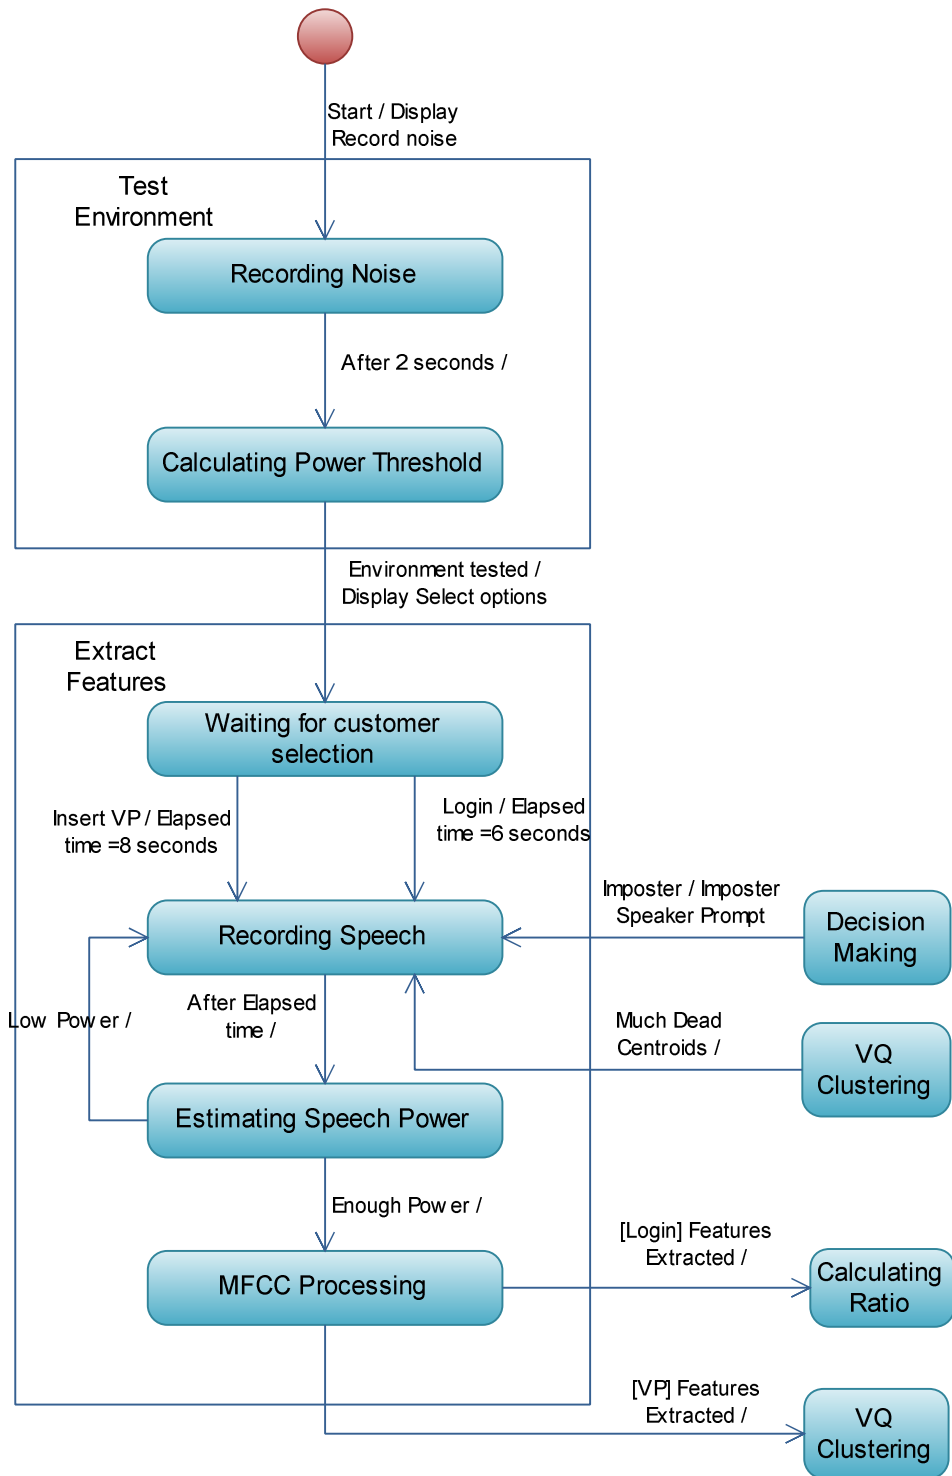 Start / Display
Record noise
Test
Environment
Recording Noise
After 2 seconds /
Calculating Power Threshold
Environment tested /
Display Select options
Extract
Features
Waiting for customer
selection
Insert VP / Elapsed
time =8 seconds
Login / Elapsed
time =6 seconds
Recording Speech
Imposter / Imposter
Speaker Prompt
Decision
Making
Low Power /
After Elapsed
time /
Much Dead
Centroids /
VQ
Clustering
Estimating Speech Power
Enough Power /
MFCC Processing
[Login] Features
Extracted /
Calculating
Ratio
[VP] Features
Extracted /
VQ
Clustering